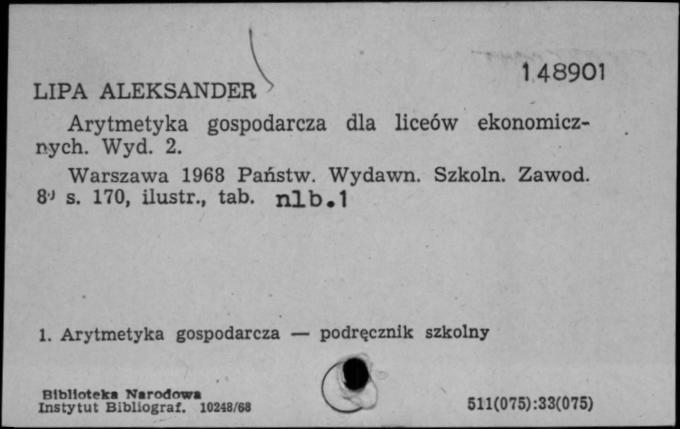 148901
LIPA ALEKSANDER
Arytmetyka gospodarcza dla liceów ekonomicz-
nych. Wyd. 2.
Warszawa 1968 Państw. Wydawn. Szkoln. Zawod.
8⁰ s. 170, ilustr., tab. nlb.1
1. Arytmetyka gospodarcza — podręcznik szkolny
Biblioteka Narodowa
Instytut Bibliograf. 10248/68
511(075):33(075)